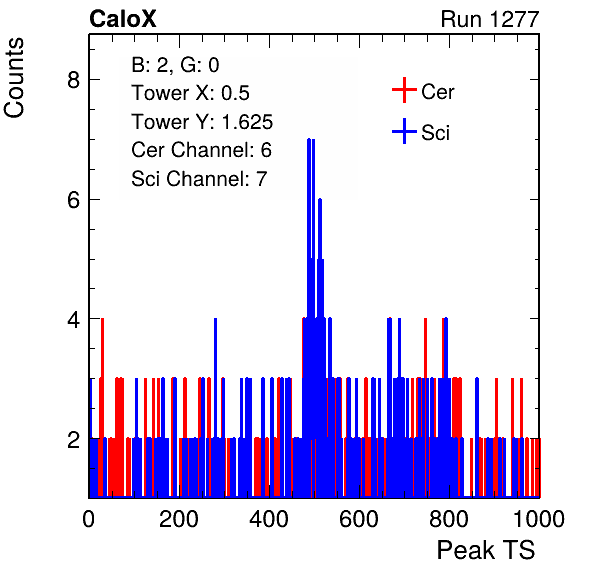 CaloX Run 1277
Counts
B: 2, G: 0
Tower X: 0.5
Tower Y: 1.625
Cer Channel: 6
Sci Channel: 7
Cer
Sci
8
6
4
2
0 200 400 600 800 1000
Peak TS